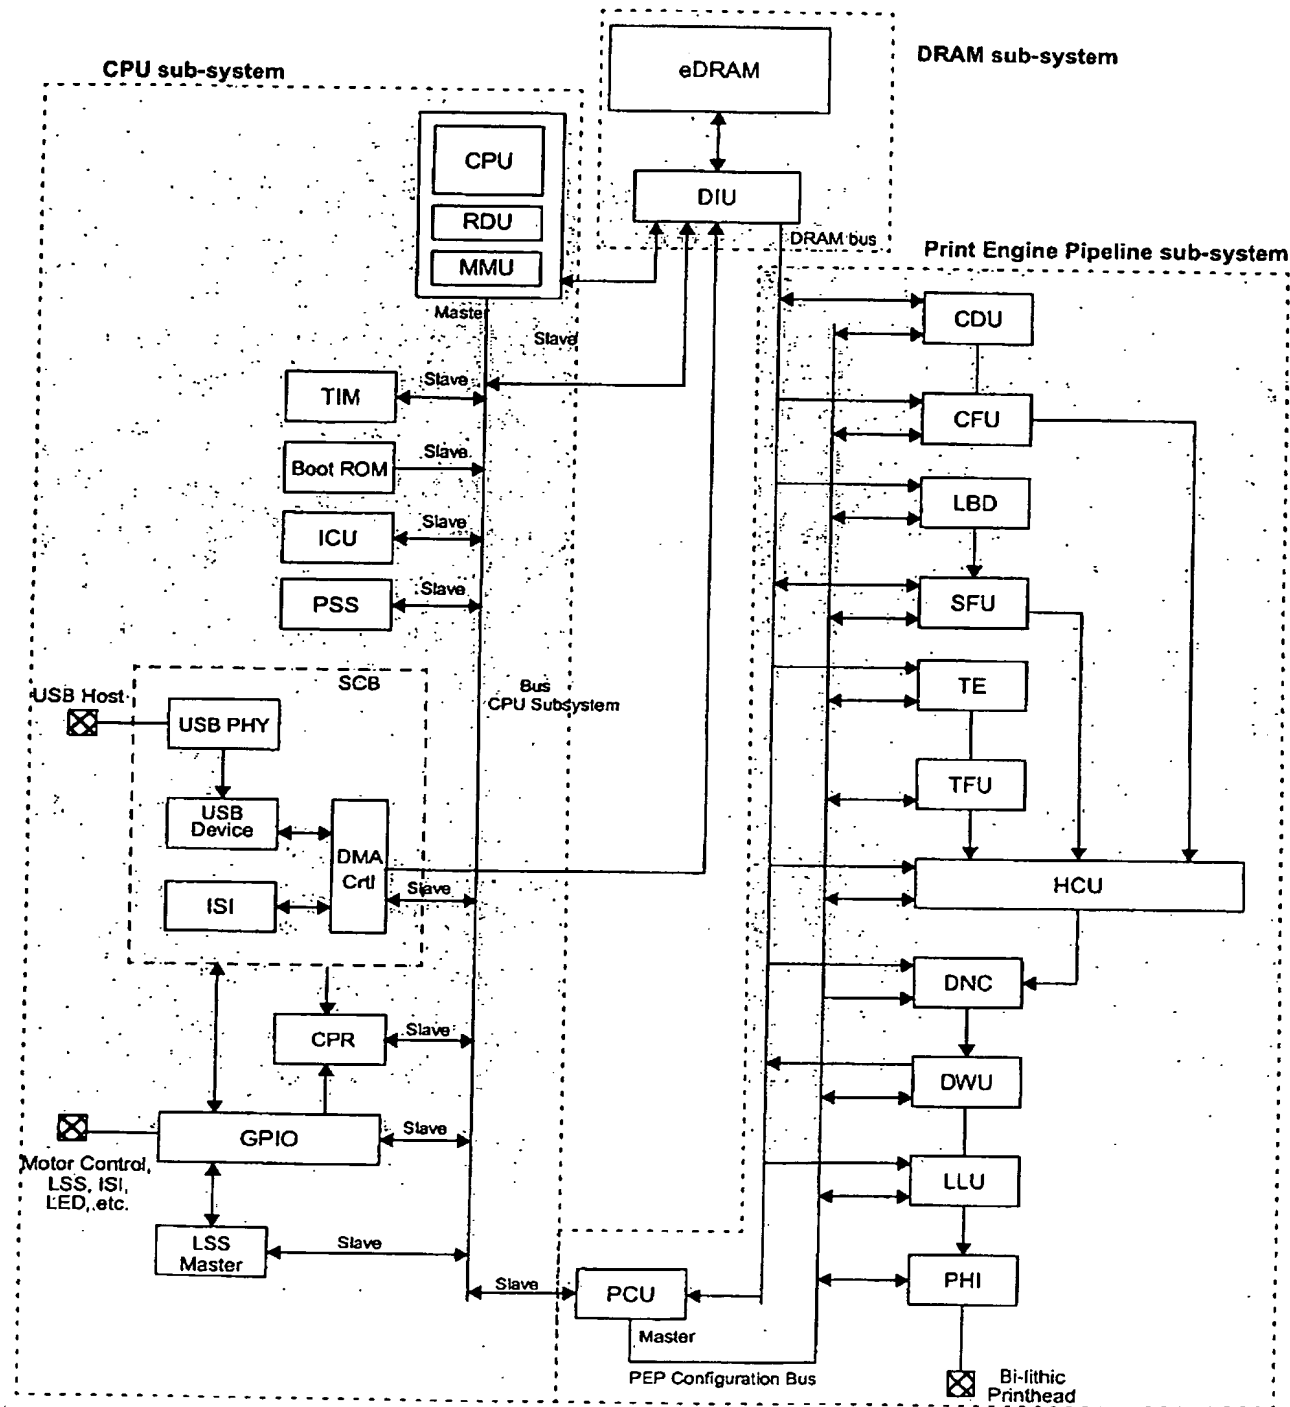 CPU sub-system
DRAM sub-system
eDRAM
CPU
RDU
MMU
DIU
DRAM bus
Print Engine Pipeline sub-system
Master
Slave
CDU
TIM
Slave
CFU
Boot ROM
Slave
LBD
ICU
Slave
PSS
Slave
SFU
SCB
Bus
CPU Subsystem
TE
USB Host
USB PHY
TFU
USB
Device
DMA
Crtl
Slave
ISI
HCU
DNC
CPR
Slave
DWU
GPIO
Slave
Motor Control,
LSS, ISI,
LED, etc.
LLU
LSS
Master
Slave
Slave
PCU
PHI
Master
PEP Configuration Bus
Bi-lithic
Printhead